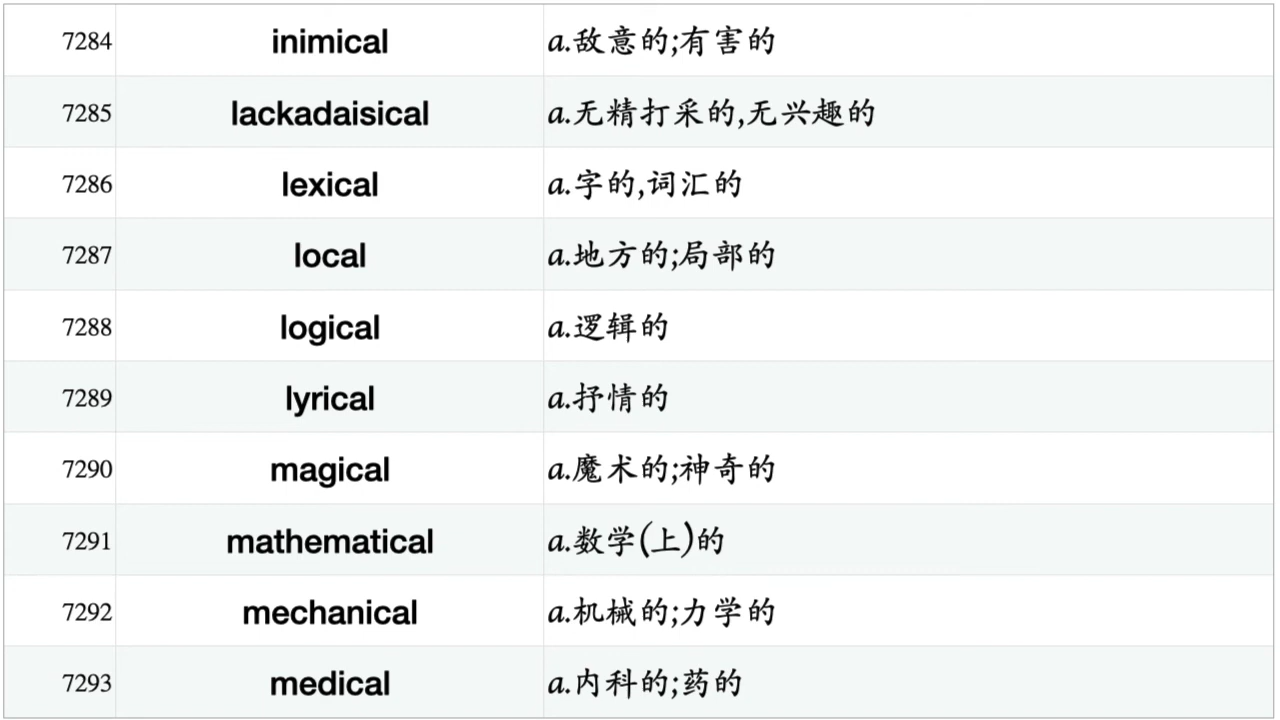 7284 inimical a.敌意的;有害的
7285 lackadaisical a.无精打采的,无兴趣的
7286 lexical a.字的,词汇的
7287 local a.地方的;局部的
7288 logical a.逻辑的
7289 lyrical a.抒情的
7290 magical a.魔术的;神奇的
7291 mathematical a.数学(上)的
7292 mechanical a.机械的;力学的
7293 medical a.内科的;药的